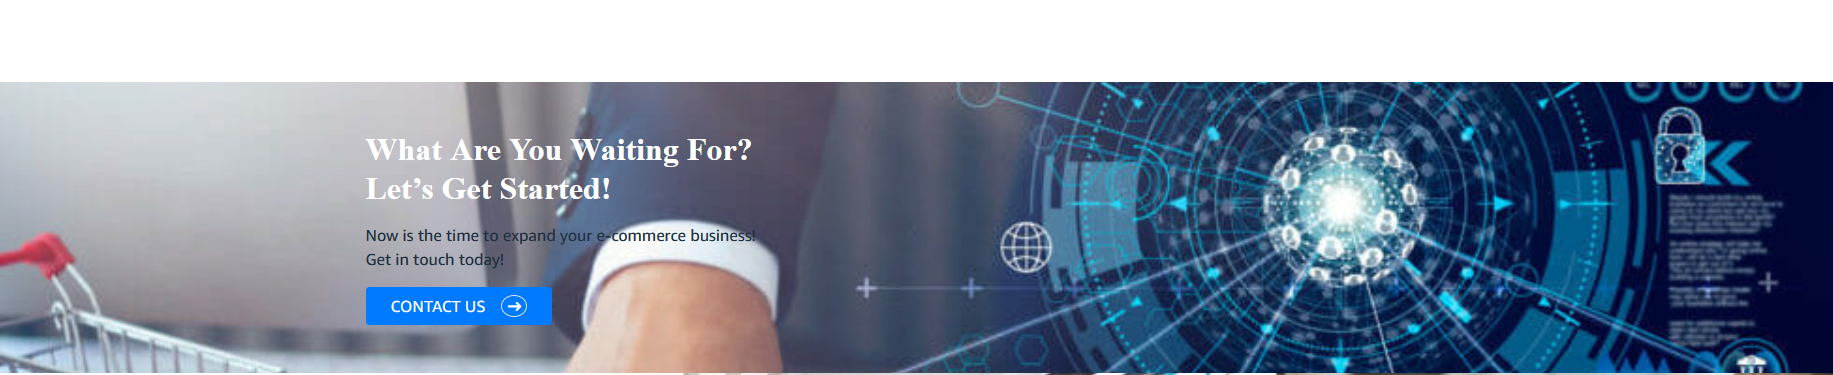 What Are You Waiting For?
Let’s Get Started!
Now is the time to expand your e-commerce business!
Get in touch today!
CONTACT US